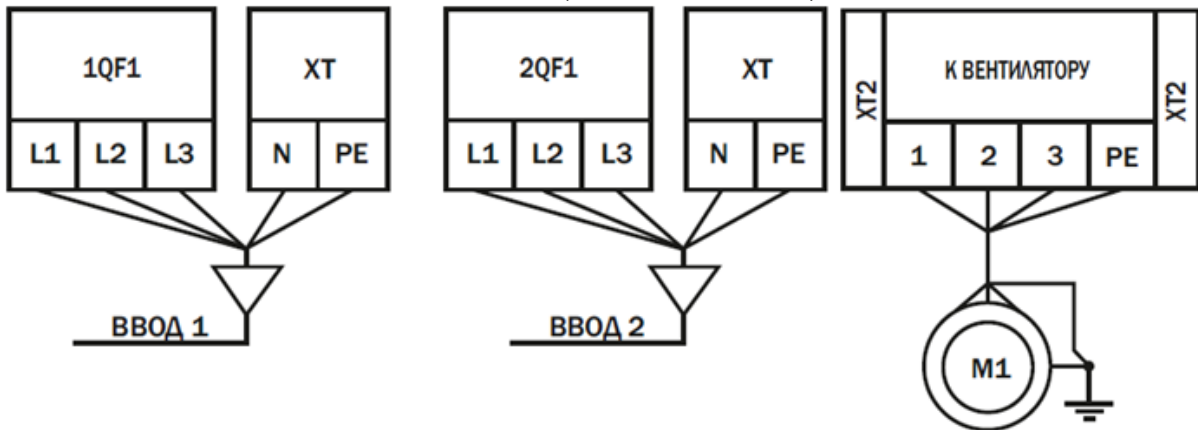 1QF1
L1 L2 L3
XT
N PE
ВВОД 1
2QF1
L1 L2 L3
XT
N PE
ВВОД 2
XT2
К ВЕНТИЛЯТОРУ
XT2
1 2 3 PE
M1